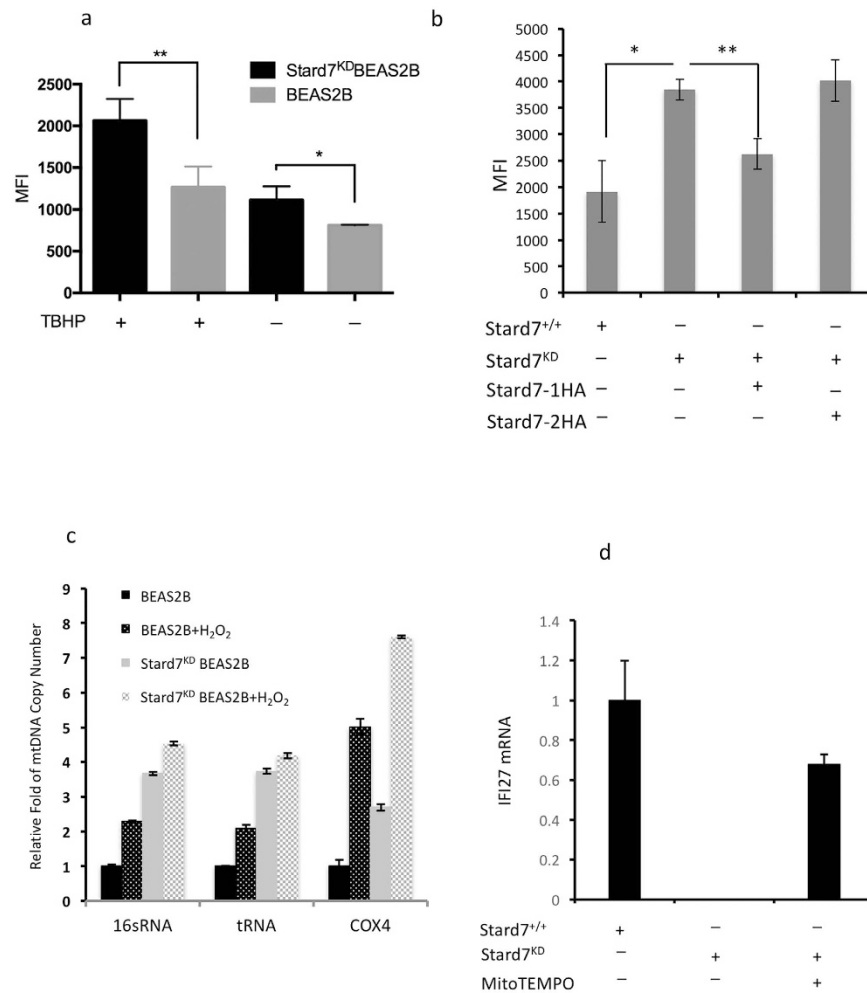 a
**
*
Stard7KDBEAS2B
BEAS2B
2500
2000
1500
1000
500
0
MFI
TBHP + + – –
b
* **
5000
4500
4000
3500
3000
2500
2000
1500
1000
500
0
MFI
Stard7+/+ + – – –
Stard7KD – + + +
Stard7-1HA – – + –
Stard7-2HA – – – +
c
9
8
7
6
5
4
3
2
1
0
Relative Fold of mtDNA Copy Number
BEAS2B
BEAS2B+H2O2
Stard7KD BEAS2B
Stard7KD BEAS2B+H2O2
16sRNA tRNA COX4
d
1.4
1.2
1
0.8
0.6
0.4
0.2
0
IFI27 mRNA
Stard7+/+ + – –
Stard7KD – + +
MitoTEMPO – – +